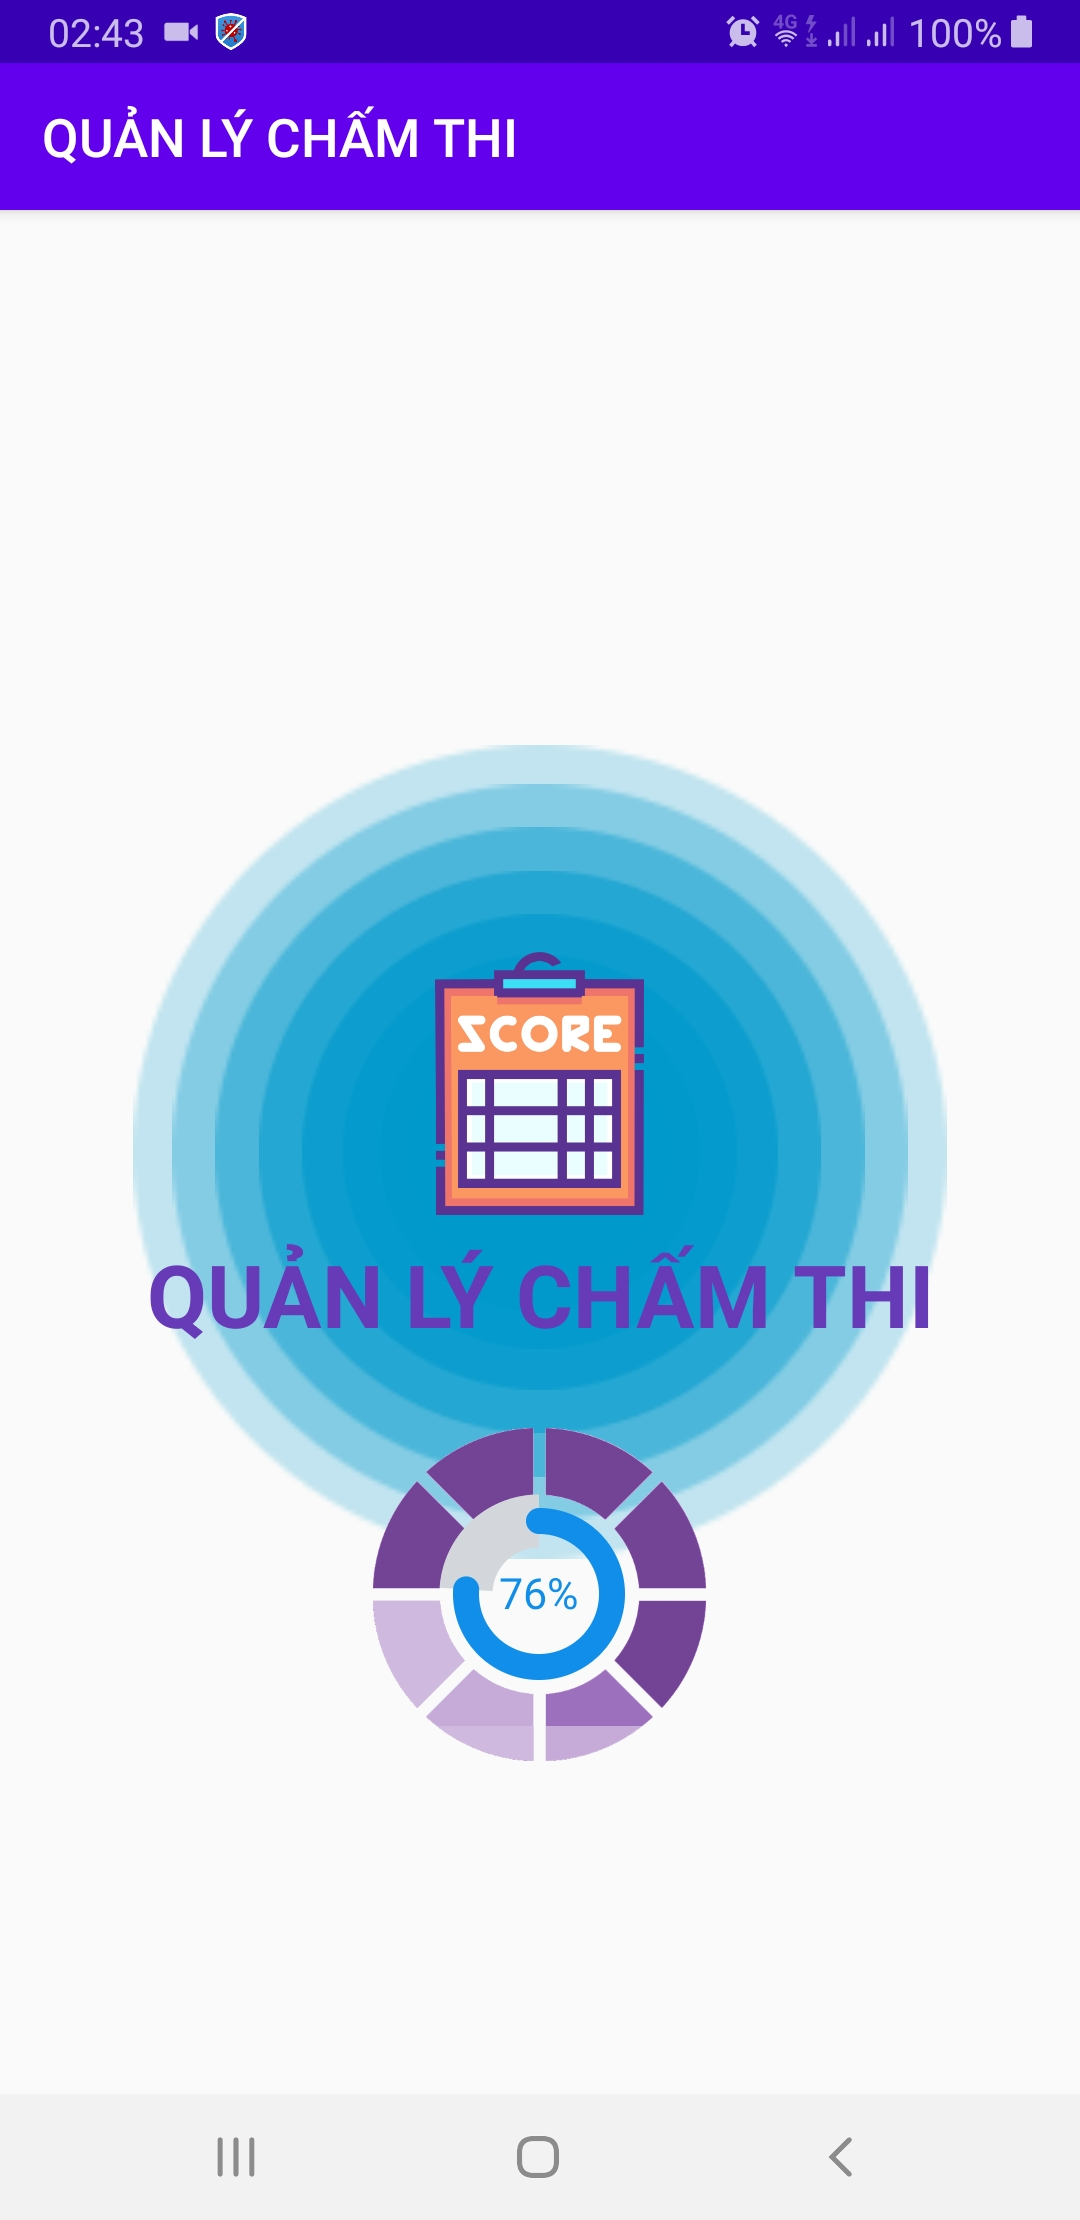 02:43 4G 100%
QUẢN LÝ CHẤM THI
SCORE
QUẢN LÝ CHẤM THI
76%